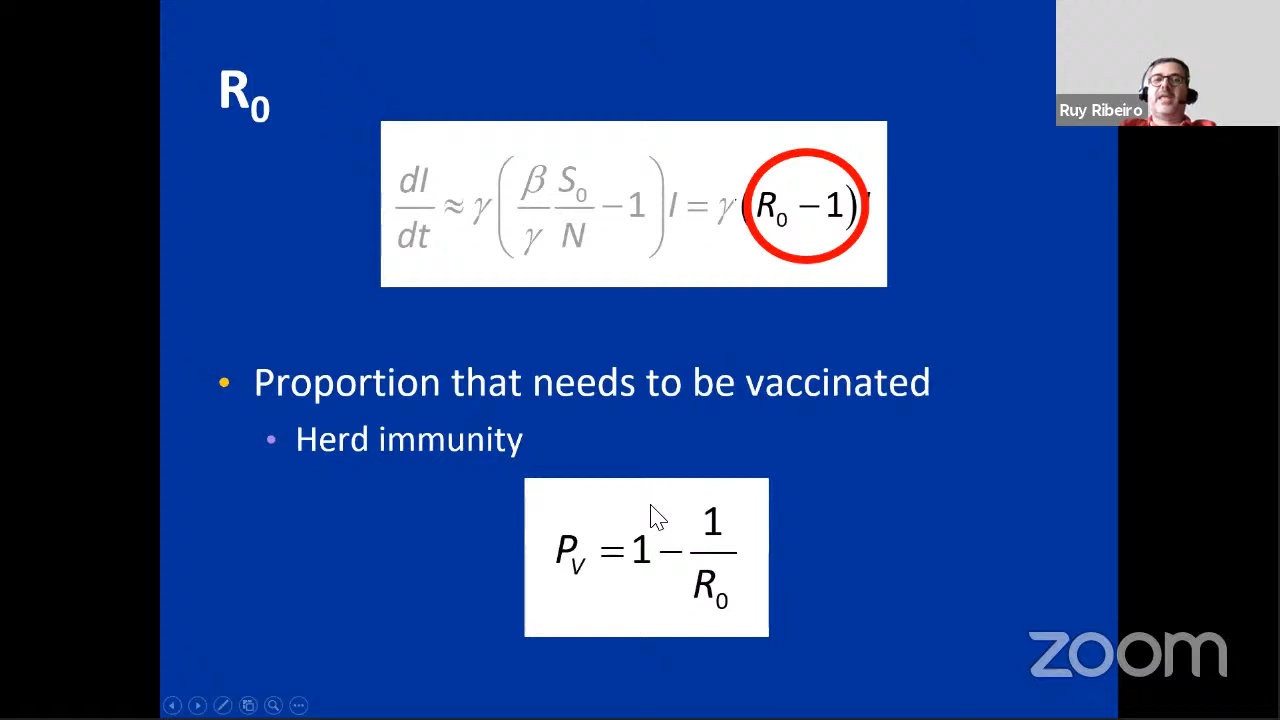 R₀
Ruy Ribeiro
dI/dt ≈ γ(β/γ S₀/N − 1)I = γ(R₀ − 1)I
Proportion that needs to be vaccinated
Herd immunity
P_V = 1 − 1/R₀
zoom